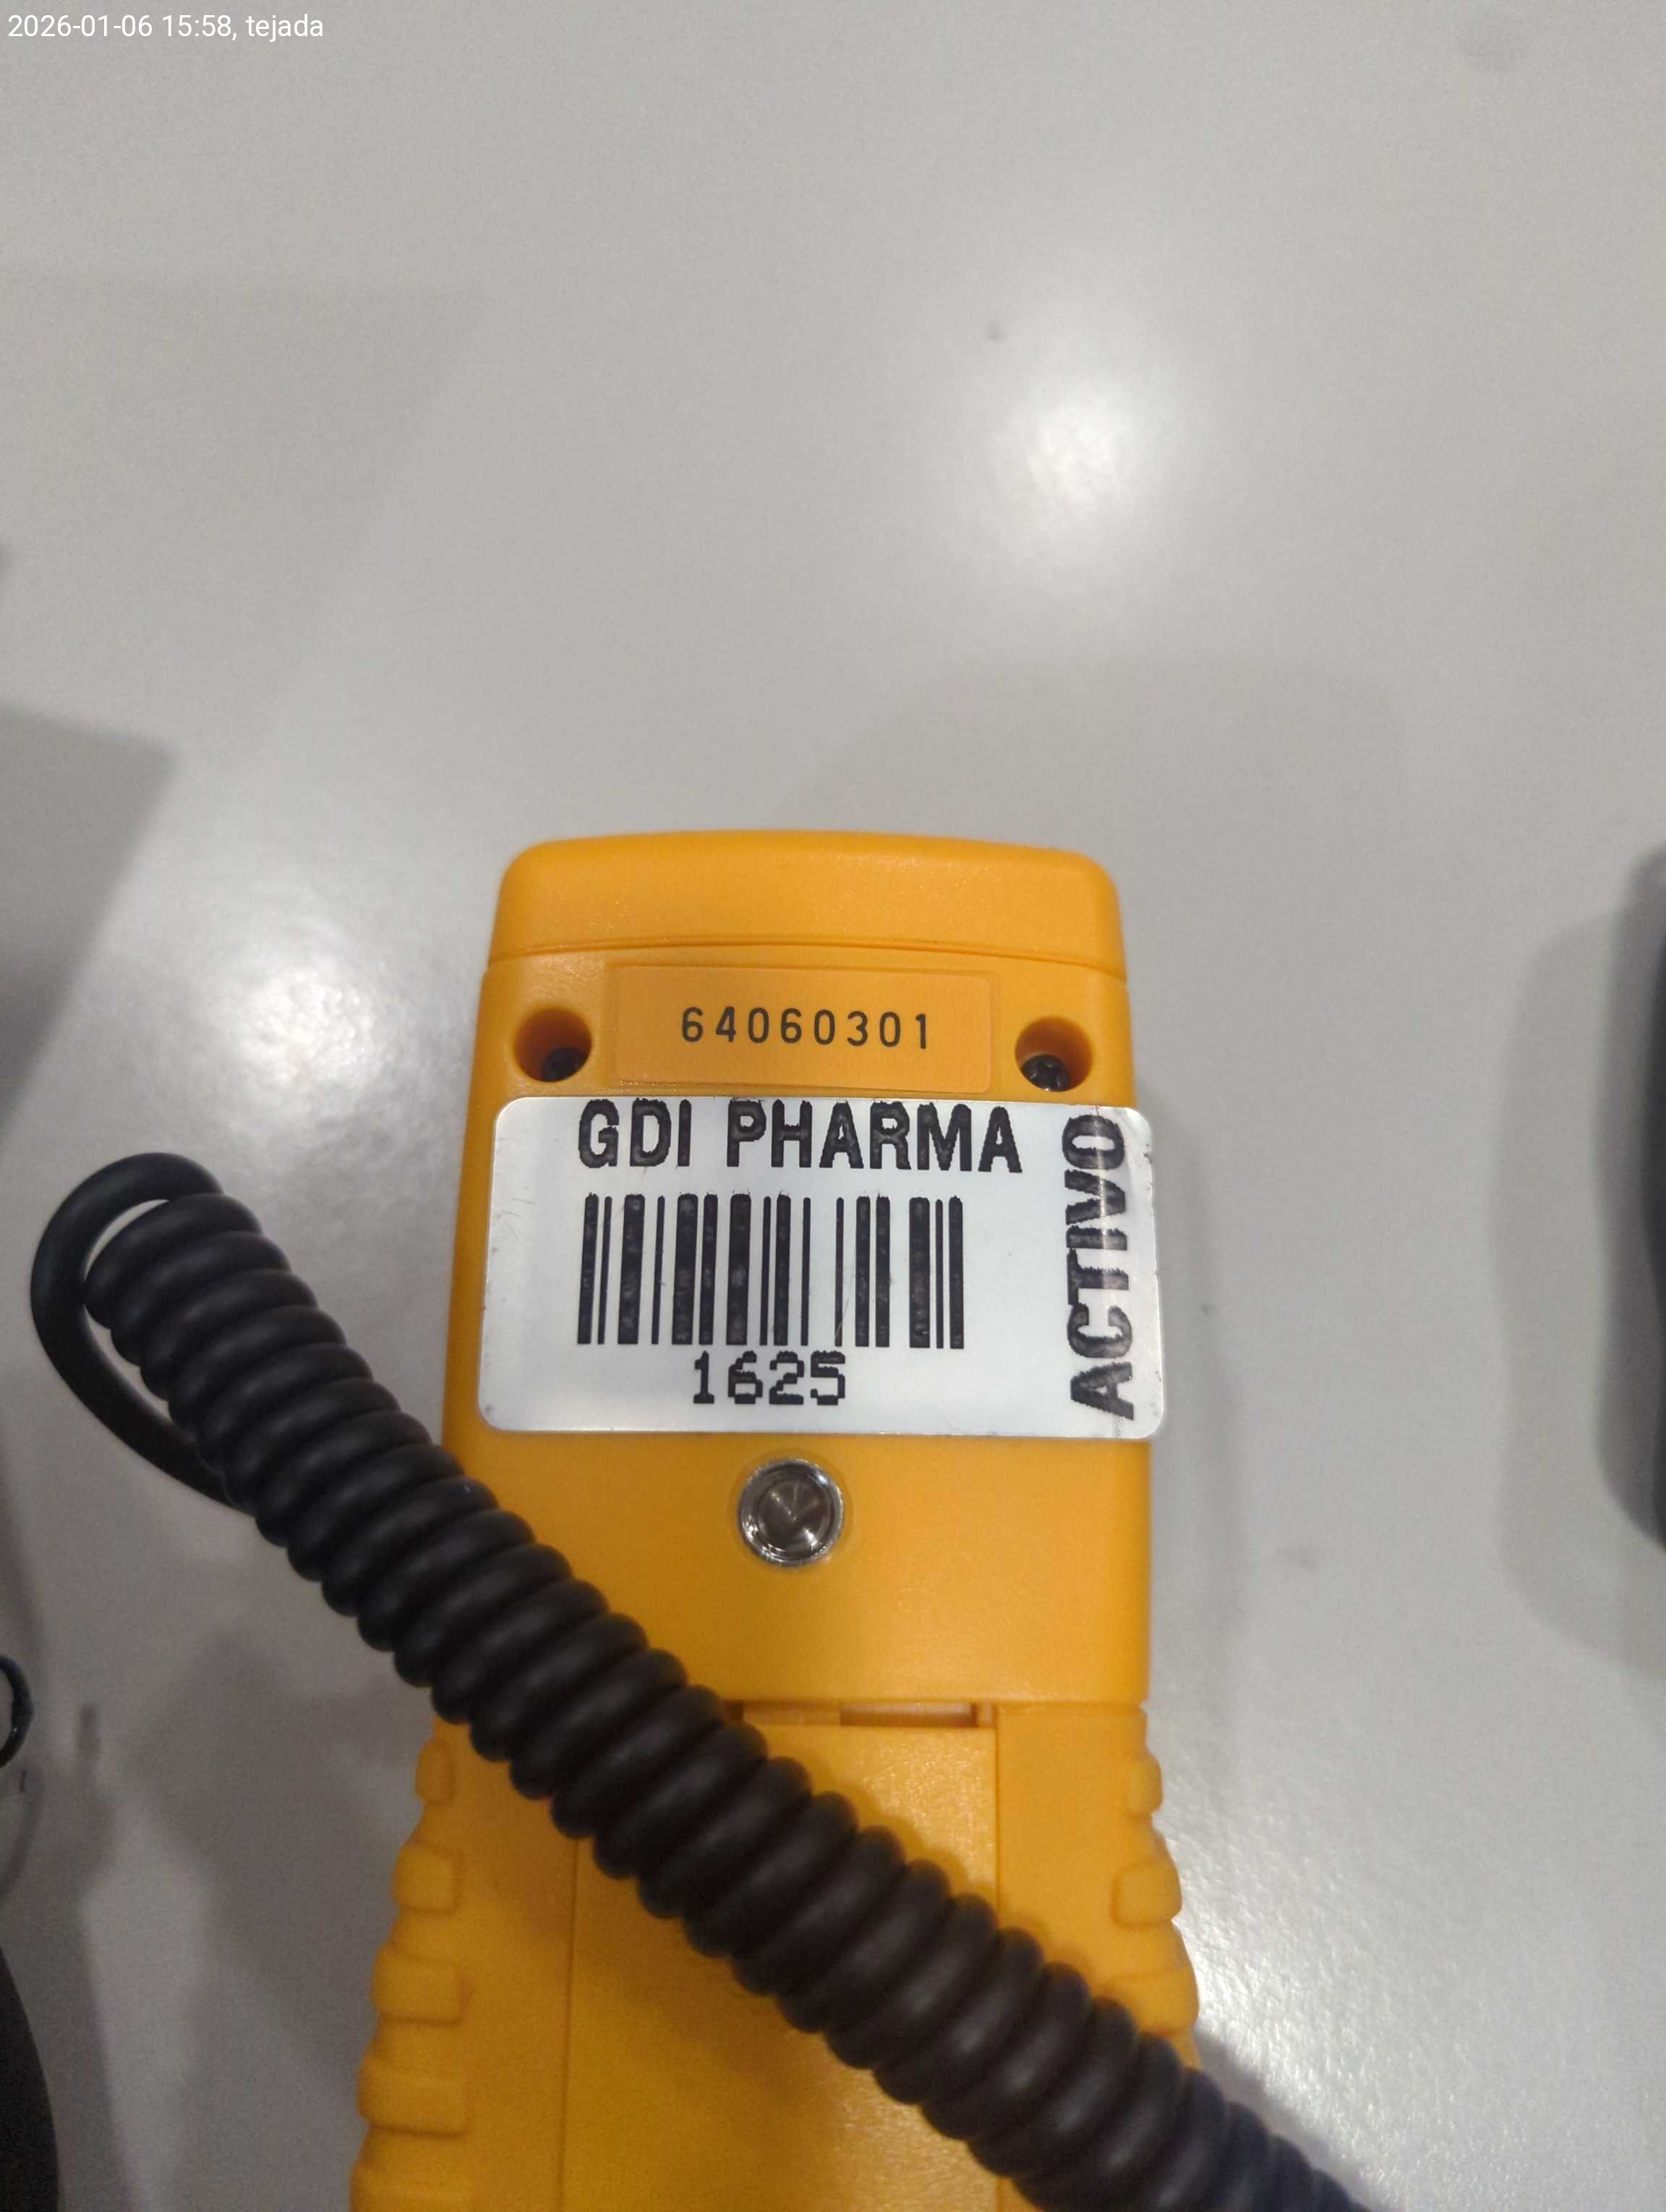 2026-01-06 15:58, tejada
64060301
GDI PHARMA
ACTIVO
1625